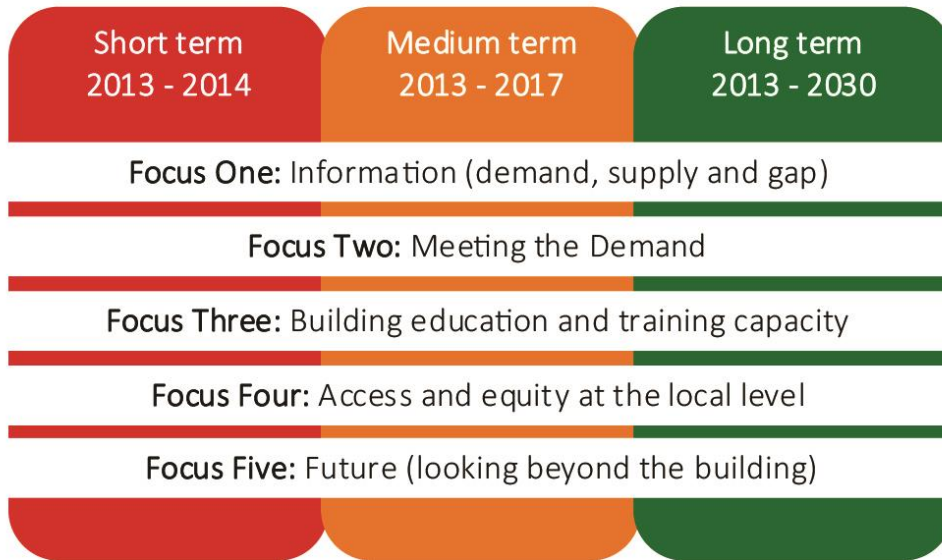 Short term
2013 - 2014
Medium term
2013 - 2017
Long term
2013 - 2030
Focus One: Information (demand, supply and gap)
Focus Two: Meeting the Demand
Focus Three: Building education and training capacity
Focus Four: Access and equity at the local level
Focus Five: Future (looking beyond the building)